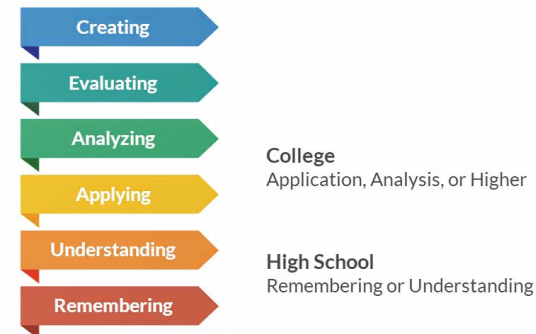 Creating
Evaluating
Analyzing
Applying
Understanding
Remembering
College
Application, Analysis, or Higher
High School
Remembering or Understanding